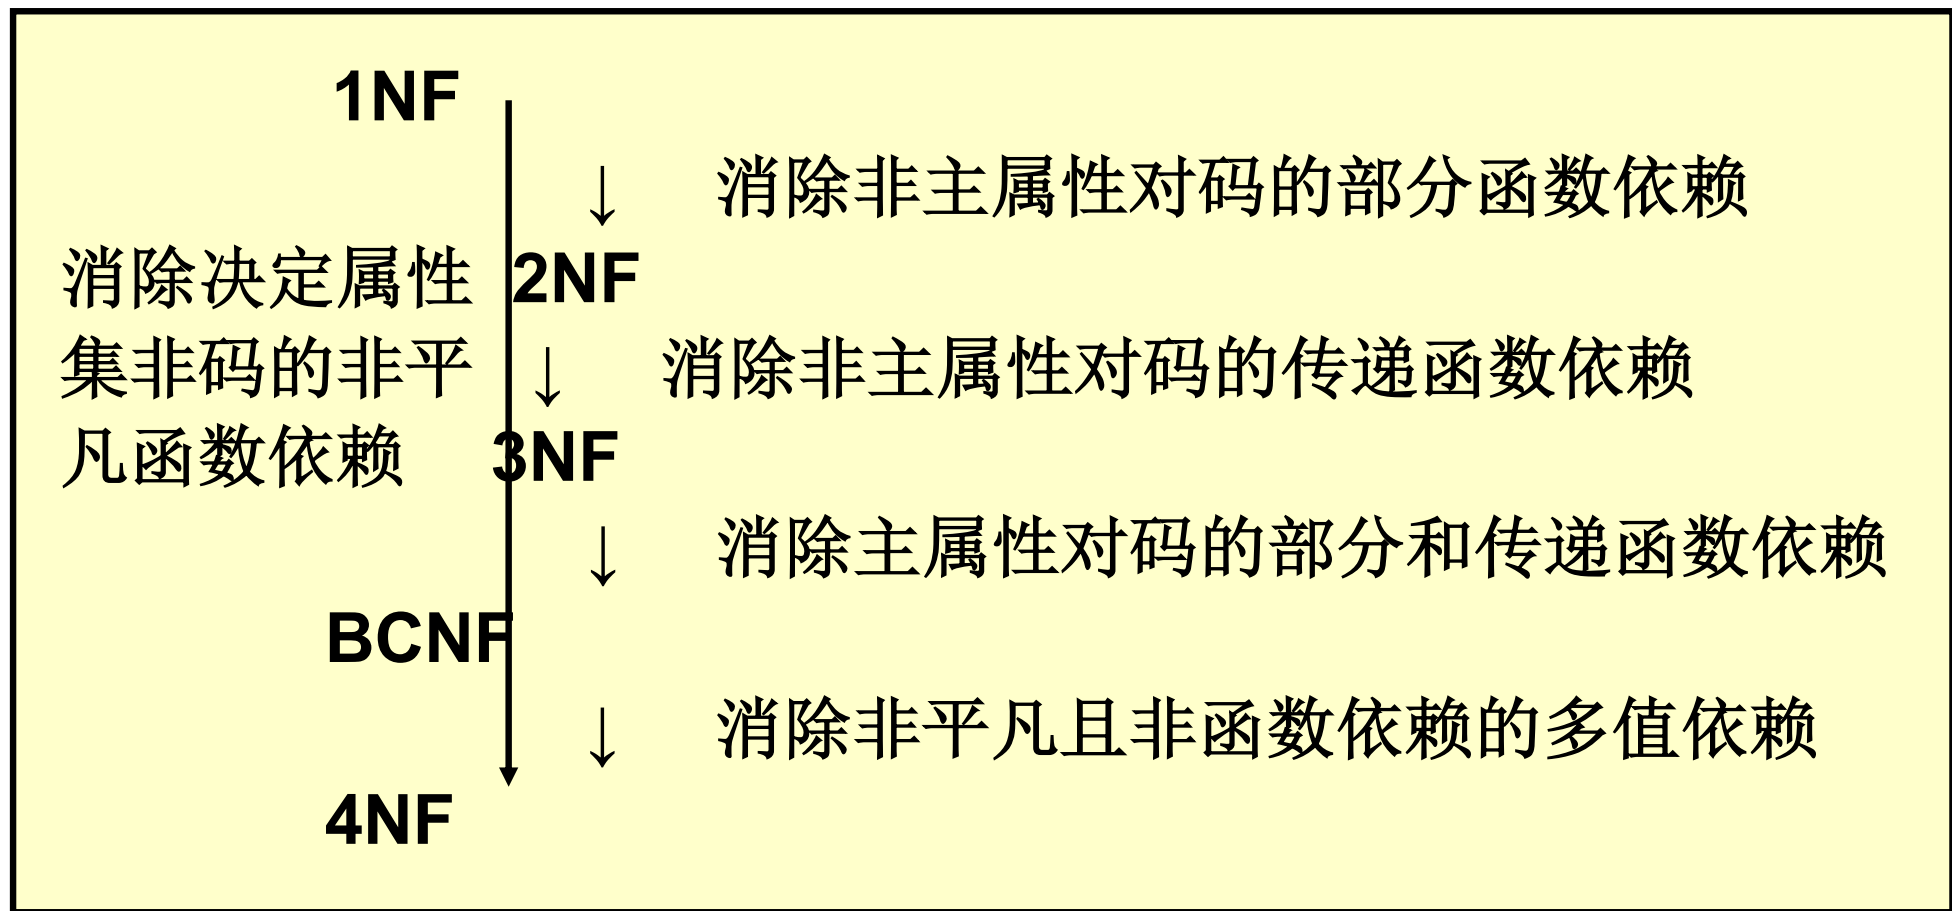 1NF
↓ 消除非主属性对码的部分函数依赖
消除决定属性 2NF
集非码的非平 ↓ 消除非主属性对码的传递函数依赖
凡函数依赖 3NF
↓ 消除主属性对码的部分和传递函数依赖
BCNF
↓ 消除非平凡且非函数依赖的多值依赖
4NF